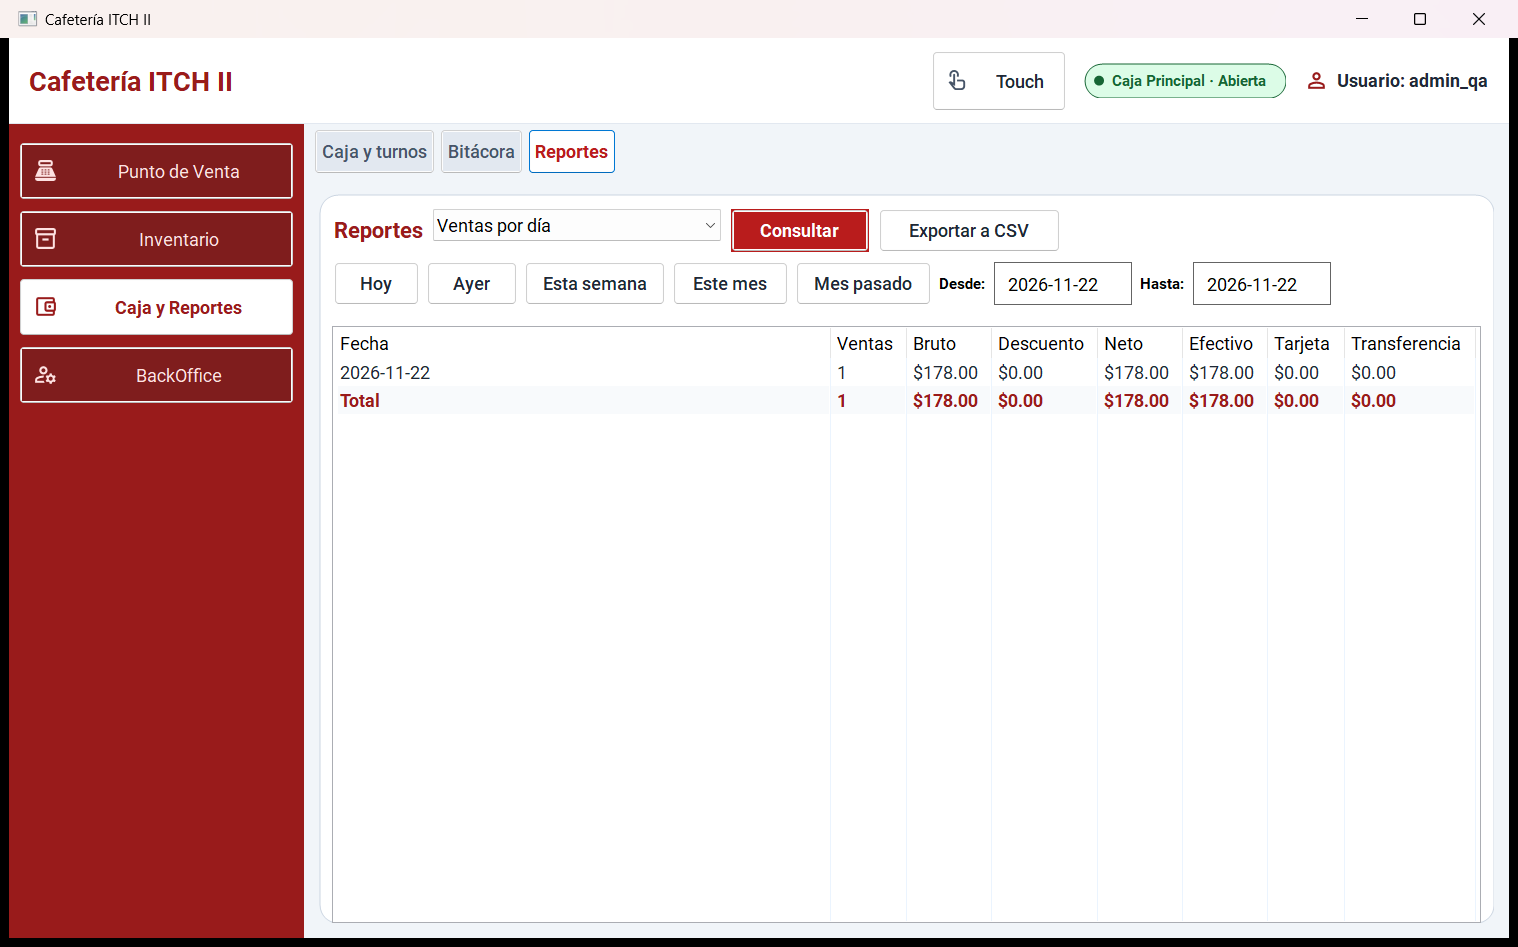 Cafetería ITCH II
Cafetería ITCH II
Touch
Caja Principal · Abierta
Usuario: admin_qa
Punto de Venta
Inventario
Caja y Reportes
BackOffice
Caja y turnos Bitácora Reportes
Reportes Ventas por día Consultar Exportar a CSV
Hoy Ayer Esta semana Este mes Mes pasado Desde: 2026-11-22 Hasta: 2026-11-22
Fecha Ventas Bruto Descuento Neto Efectivo Tarjeta Transferencia
2026-11-22 1 $178.00 $0.00 $178.00 $178.00 $0.00 $0.00
Total 1 $178.00 $0.00 $178.00 $178.00 $0.00 $0.00